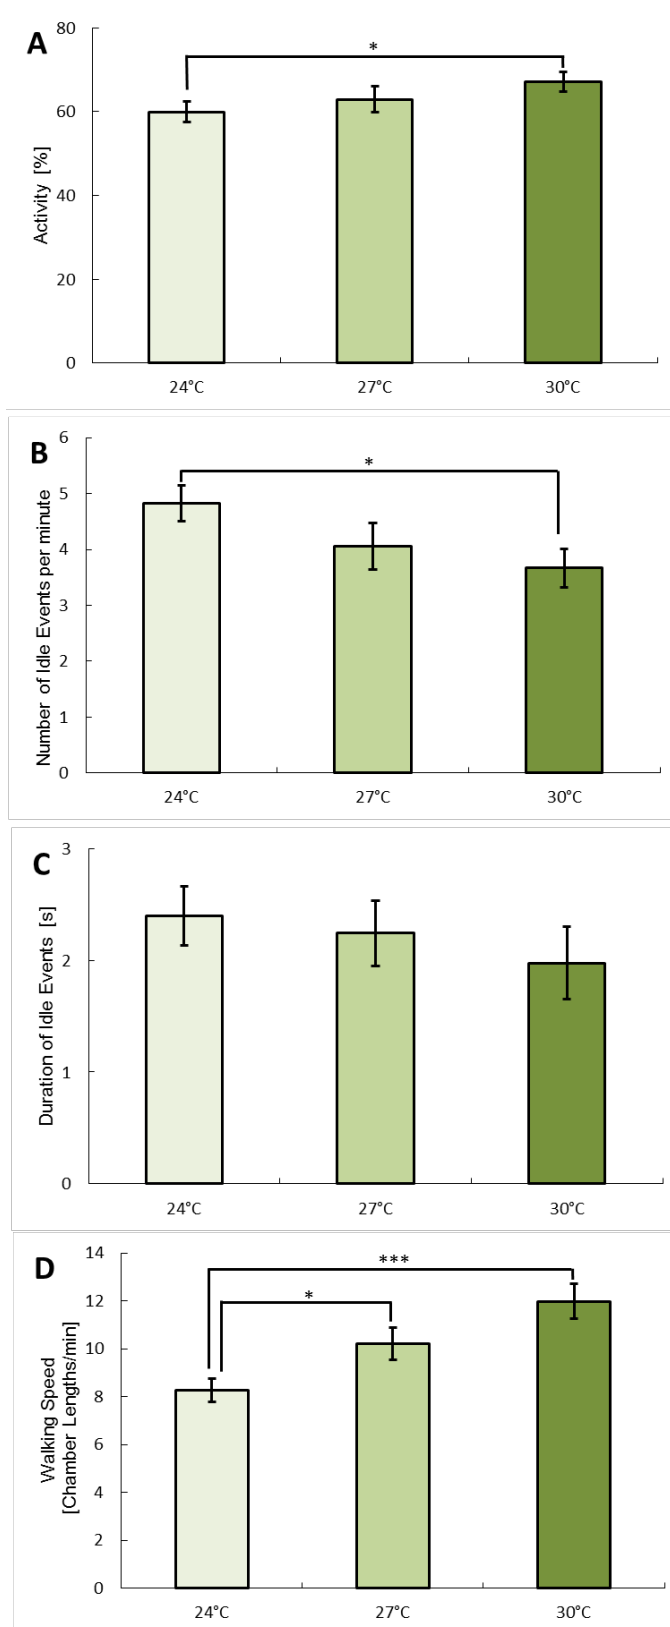 A
80
60
40
20
0
Activity [%]
*
24°C 27°C 30°C
B
6
5
4
3
2
1
0
Number of Idle Events per minute
*
24°C 27°C 30°C
C
3
2
1
0
Duration of Idle Events [s]
24°C 27°C 30°C
D
14
12
10
8
6
4
2
0
Walking Speed
[Chamber Lengths/min]
***
*
24°C 27°C 30°C